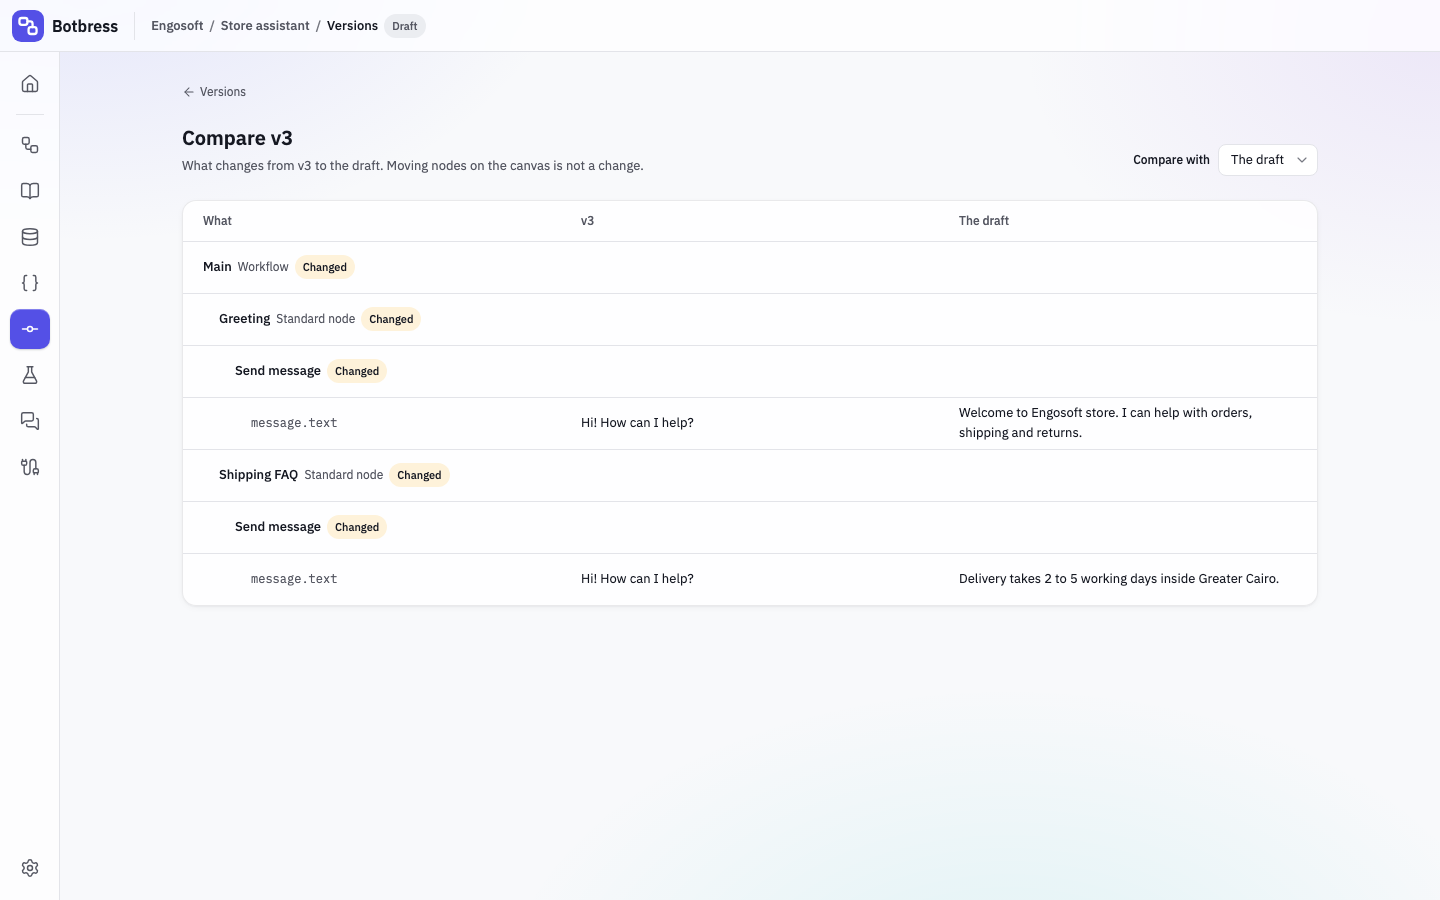 Botbress
Engosoft / Store assistant / Versions Draft
Versions
Compare v3
What changes from v3 to the draft. Moving nodes on the canvas is not a change.
Compare with The draft
What v3 The draft
Main Workflow Changed
Greeting Standard node Changed
Send message Changed
message.text Hi! How can I help? Welcome to Engosoft store. I can help with orders,
shipping and returns.
Shipping FAQ Standard node Changed
Send message Changed
message.text Hi! How can I help? Delivery takes 2 to 5 working days inside Greater Cairo.